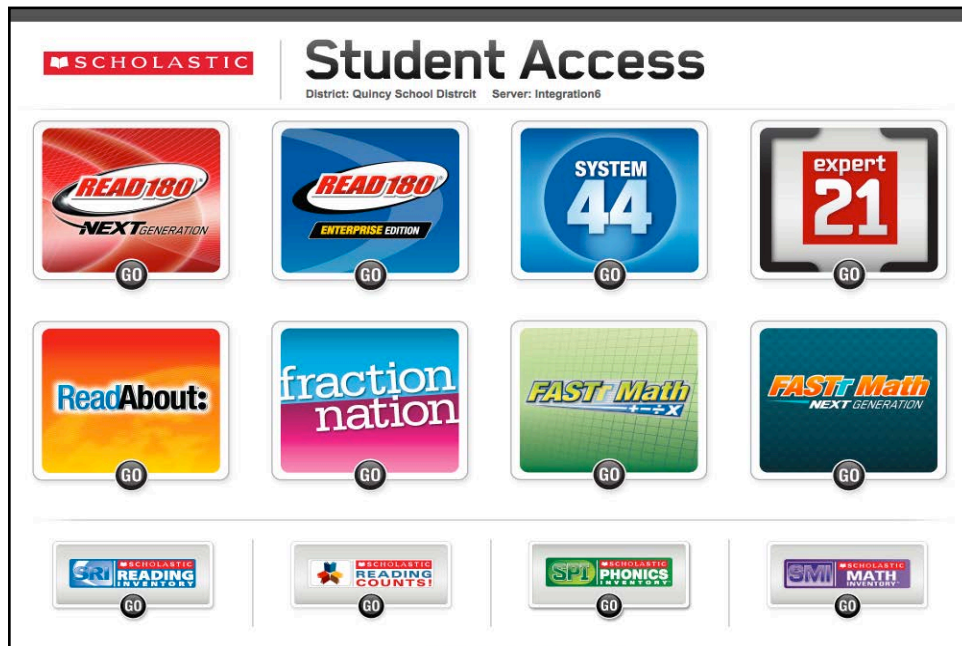 SCHOLASTIC
Student Access
District: Quincy School Distrcit Server: Integration6
READ 180®
NEXT GENERATION
GO
READ 180®
ENTERPRISE EDITION
GO
SYSTEM
44
GO
expert
21
GO
ReadAbout:
GO
fraction
nation
GO
FASTT Math
+-÷x
GO
FASTT Math
NEXT GENERATION
GO
SRI SCHOLASTIC
READING
INVENTORY
GO
SCHOLASTIC
READING
COUNTS!
GO
SPI SCHOLASTIC
PHONICS
INVENTORY
GO
SMI SCHOLASTIC
MATH
INVENTORY
GO